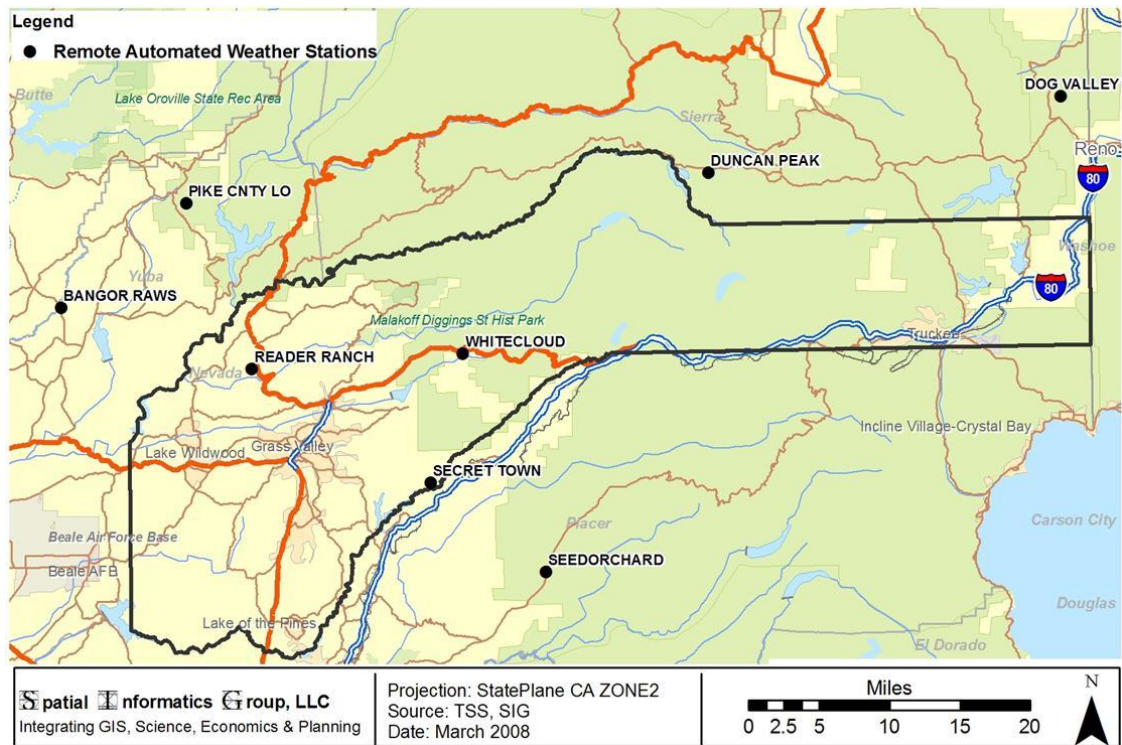 Legend
Remote Automated Weather Stations
Butte
Lake Oroville State Rec Area
DOG VALLEY
Sierra
Reno
DUNCAN PEAK
80
PIKE CNTY LO
Washoe
Yuba
80
BANGOR RAWS
Malakoff Diggings St Hist Park
Truckee
WHITECLOUD
READER RANCH
Nevada
Incline Village-Crystal Bay
Grass Valley
Lake Wildwood
SECRET TOWN
Placer
Carson City
Beale Air Force Base
Beale AFB
SEEDORCHARD
Douglas
Lake of the Pines
El Dorado
Spatial Informatics Group, LLC
Integrating GIS, Science, Economics & Planning
Projection: StatePlane CA ZONE2
Source: TSS, SIG
Date: March 2008
Miles
0 2.5 5 10 15 20
N